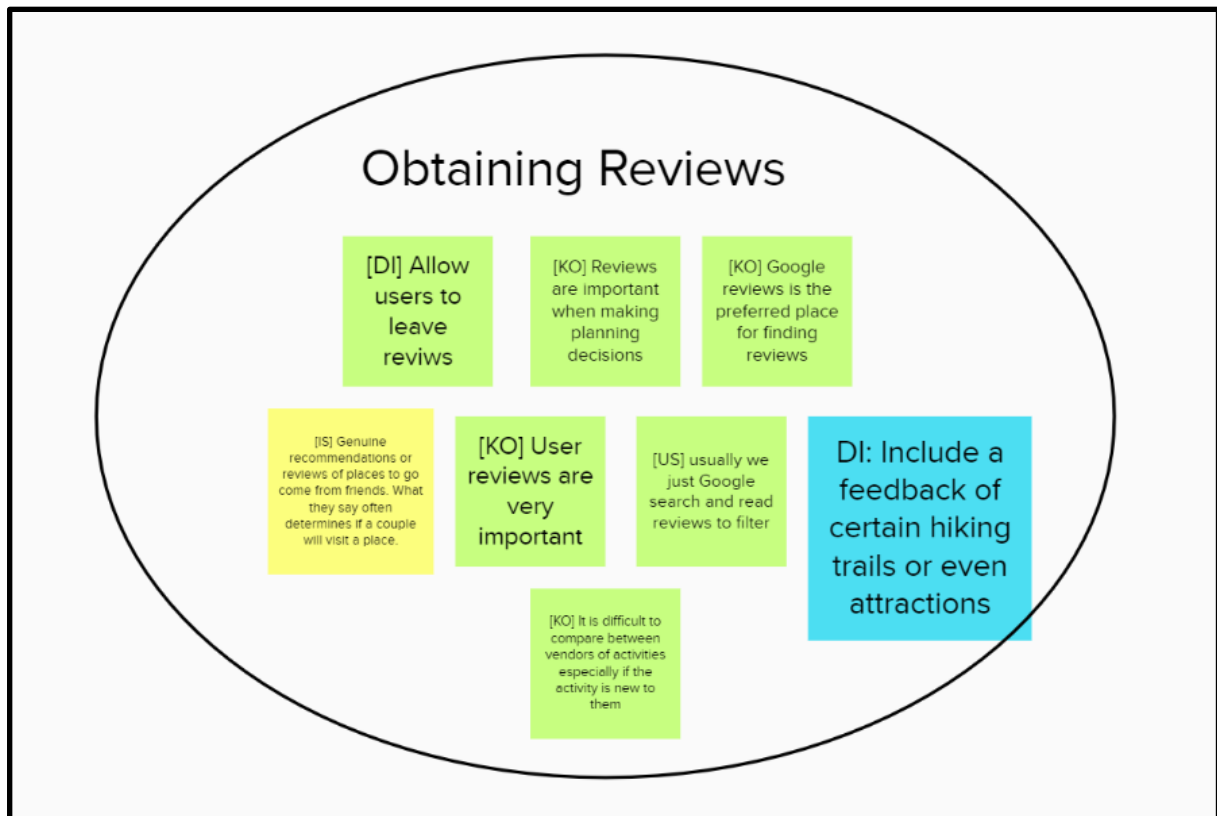 Obtaining Reviews
[DI] Allow
users to
leave
reviws
[KO] Reviews
are important
when making
planning
decisions
[KO] Google
reviews is the
preferred place
for finding
reviews
[IS] Genuine
recommendations or
reviews of places to go
come from friends. What
they say often
determines if a couple
will visit a place.
[KO] User
reviews are
very
important
[US] usually we
just Google
search and read
reviews to filter
DI: Include a
feedback of
certain hiking
trails or even
attractions
[KO] It is difficult to
compare between
vendors of activities
especially if the
activity is new to
them